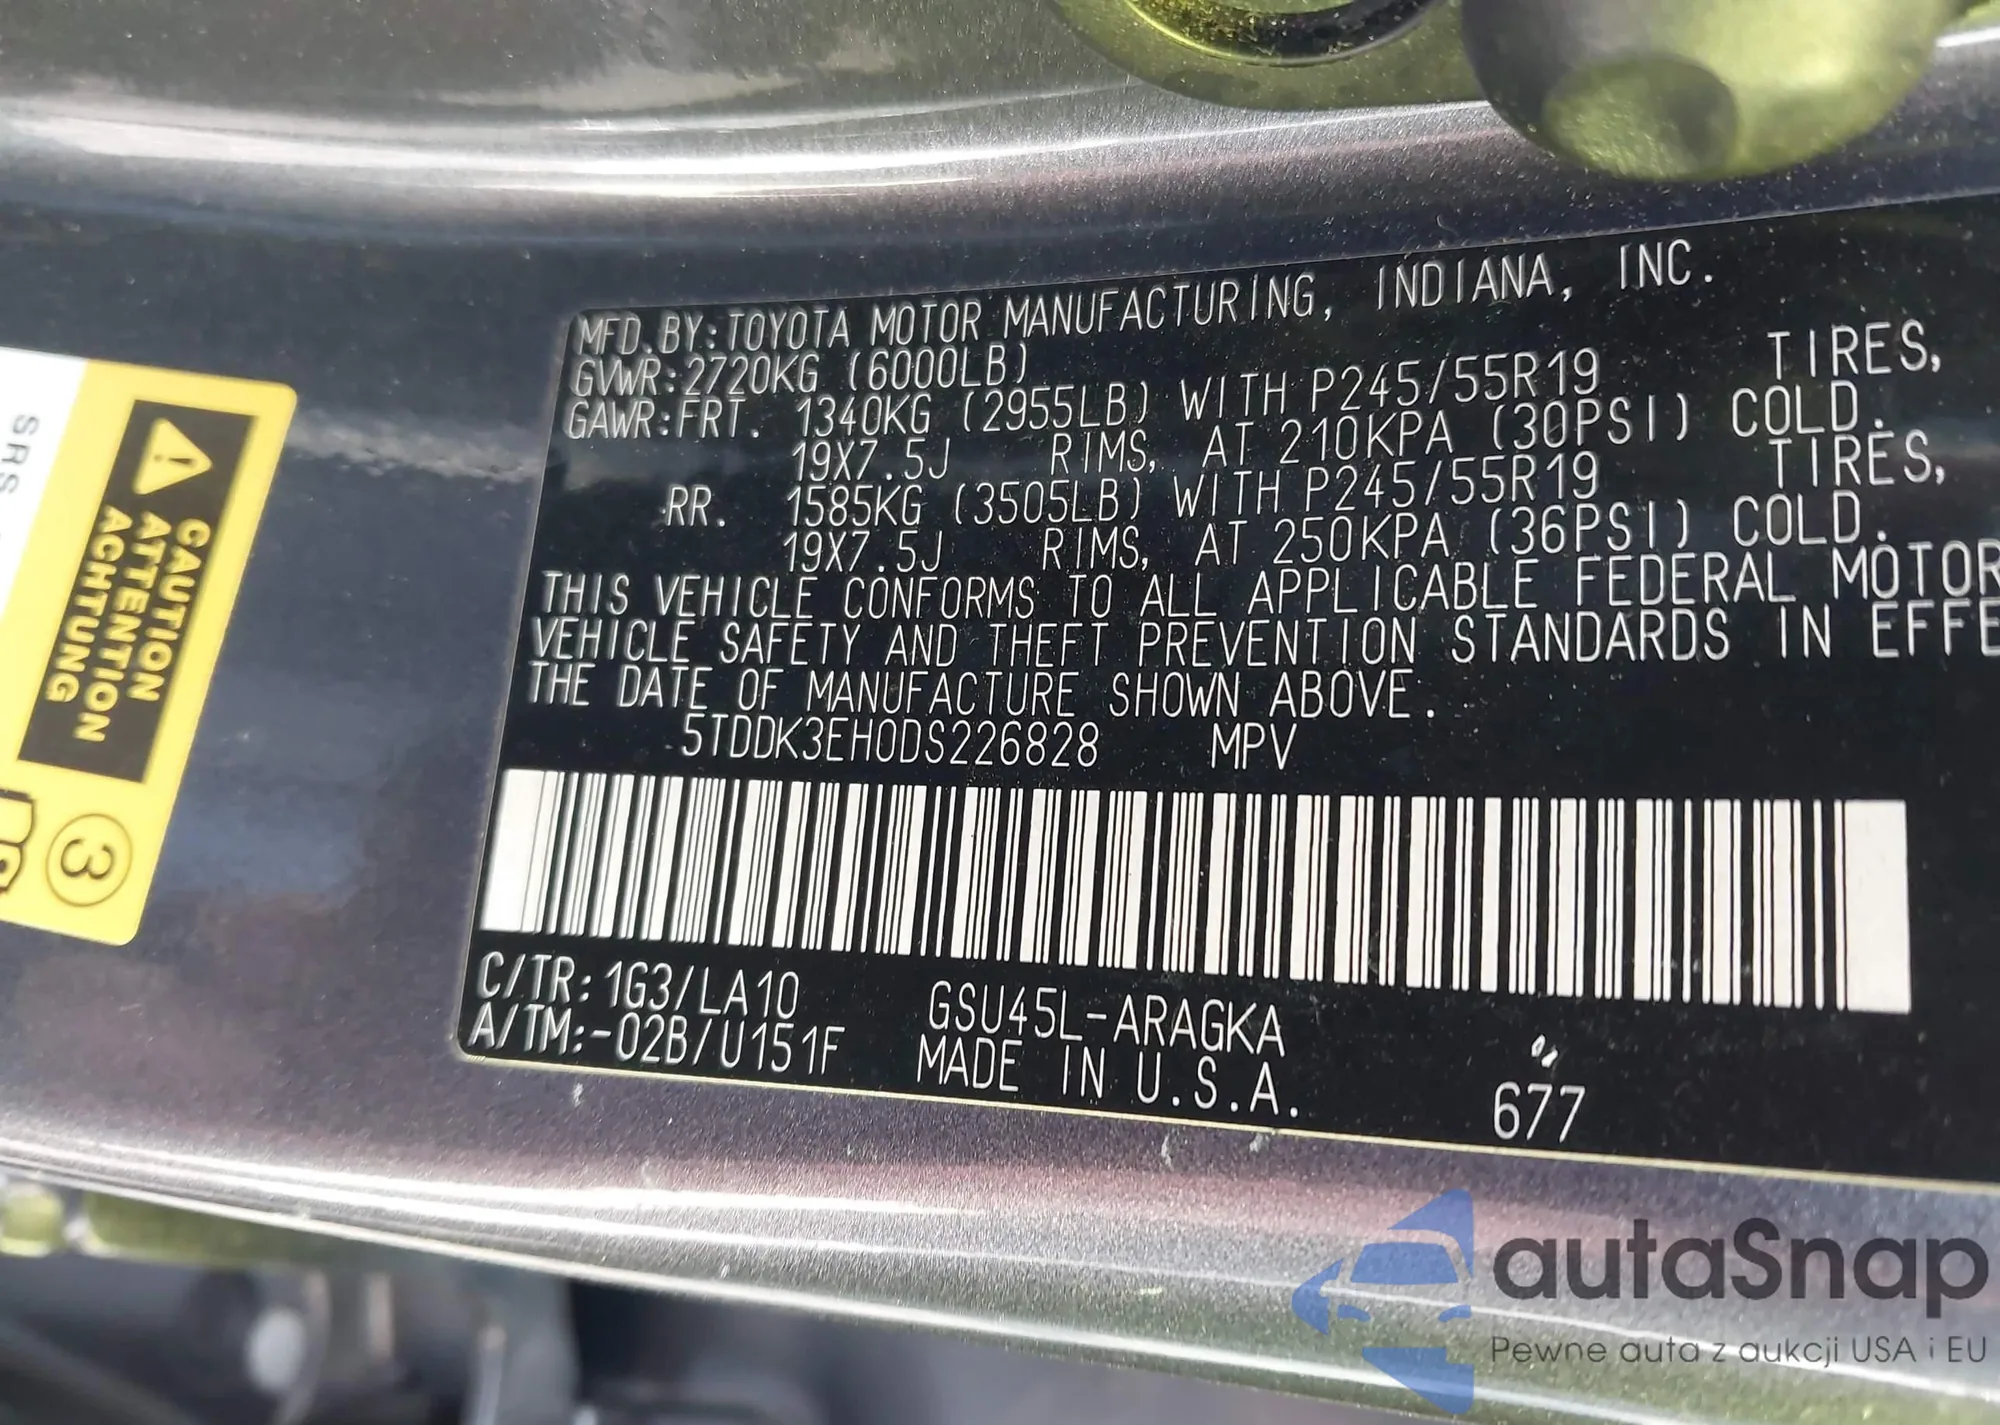 MFD.BY:TOYOTA MOTOR MANUFACTURING, INDIANA, INC.
GVWR:2720KG (6000LB)
GAWR:FRT. 1340KG (2955LB) WITH P245/55R19 TIRES,
19X7.5J RIMS, AT 210KPA (30PSI) COLD.
RR. 1585KG (3505LB) WITH P245/55R19 TIRES,
19X7.5J RIMS, AT 250KPA (36PSI) COLD.
THIS VEHICLE CONFORMS TO ALL APPLICABLE FEDERAL MOTOR
VEHICLE SAFETY AND THEFT PREVENTION STANDARDS IN EFFE
THE DATE OF MANUFACTURE SHOWN ABOVE.
5TDDK3EH0DS226828 MPV
C/TR:1G3/LA10 GSU45L-ARAGKA
A/TM:-02B/U151F MADE IN U.S.A.
677
SRS
CAUTION
ATTENTION
ACHTUNG
3
autaSnap
Pewne auta z aukcji USA i EU